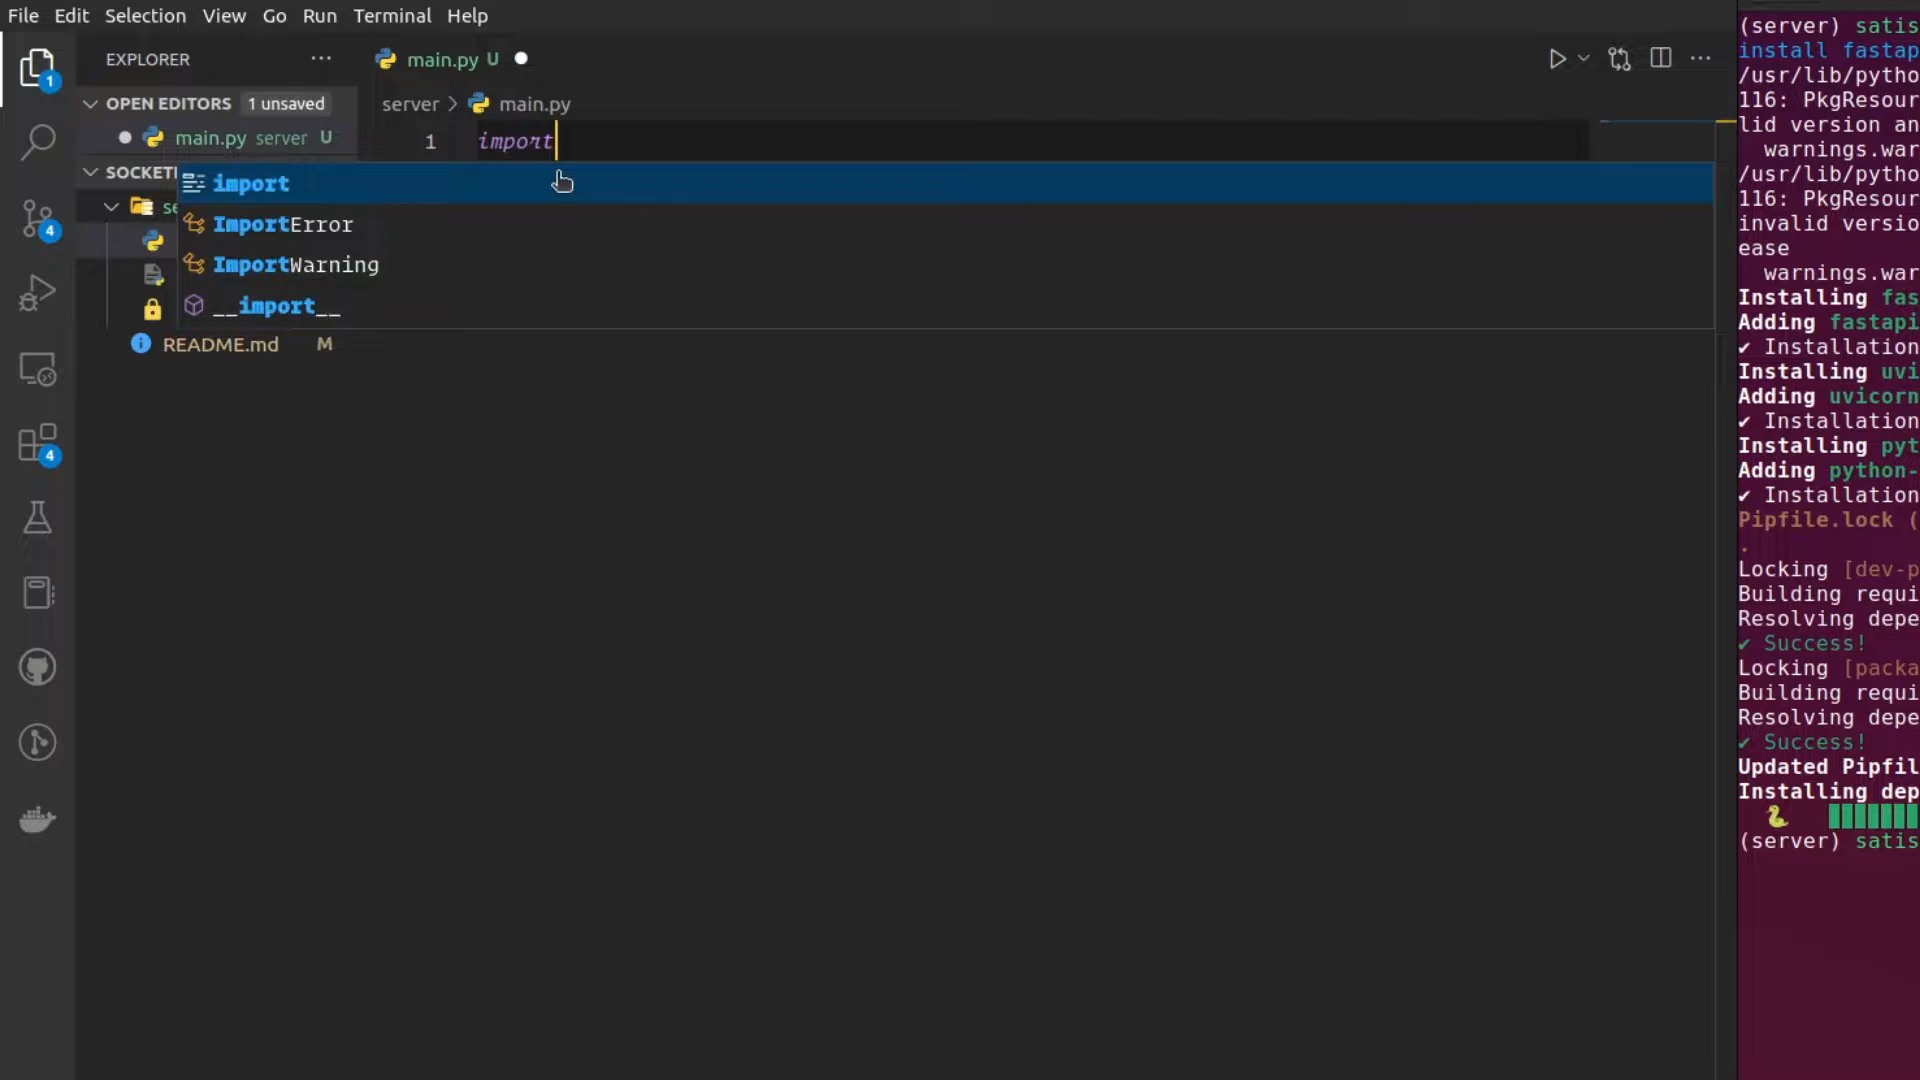 File Edit Selection View Go Run Terminal Help
EXPLORER
main.py U
OPEN EDITORS 1 unsaved
main.py server U
server > main.py
1 import
SOCKETI
se
import
ImportError
ImportWarning
__import__
README.md M
1
4
4
(server) satis
install fastap
/usr/lib/pytho
116: PkgResour
lid version an
warnings.war
/usr/lib/pytho
116: PkgResour
invalid versio
ease
warnings.war
Installing fas
Adding fastapi
✔ Installation
Installing uvi
Adding uvicorn
✔ Installation
Installing pyt
Adding python-
✔ Installation
Pipfile.lock (
.
Locking [dev-p
Building requi
Resolving depe
✔ Success!
Locking [packa
Building requi
Resolving depe
✔ Success!
Updated Pipfil
Installing dep
(server) satis